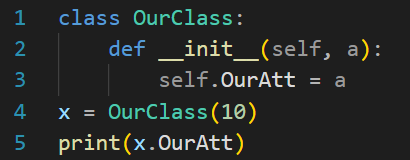 1 class OurClass:
2     def __init__(self, a):
3         self.OurAtt = a
4 x = OurClass(10)
5 print(x.OurAtt)